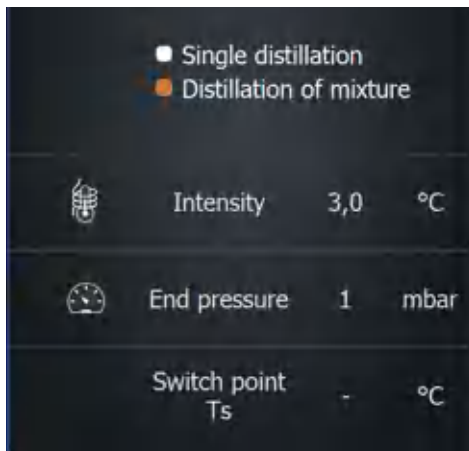 Single distillation
Distillation of mixture
Intensity 3,0 °C
End pressure 1 mbar
Switch point
Ts - °C